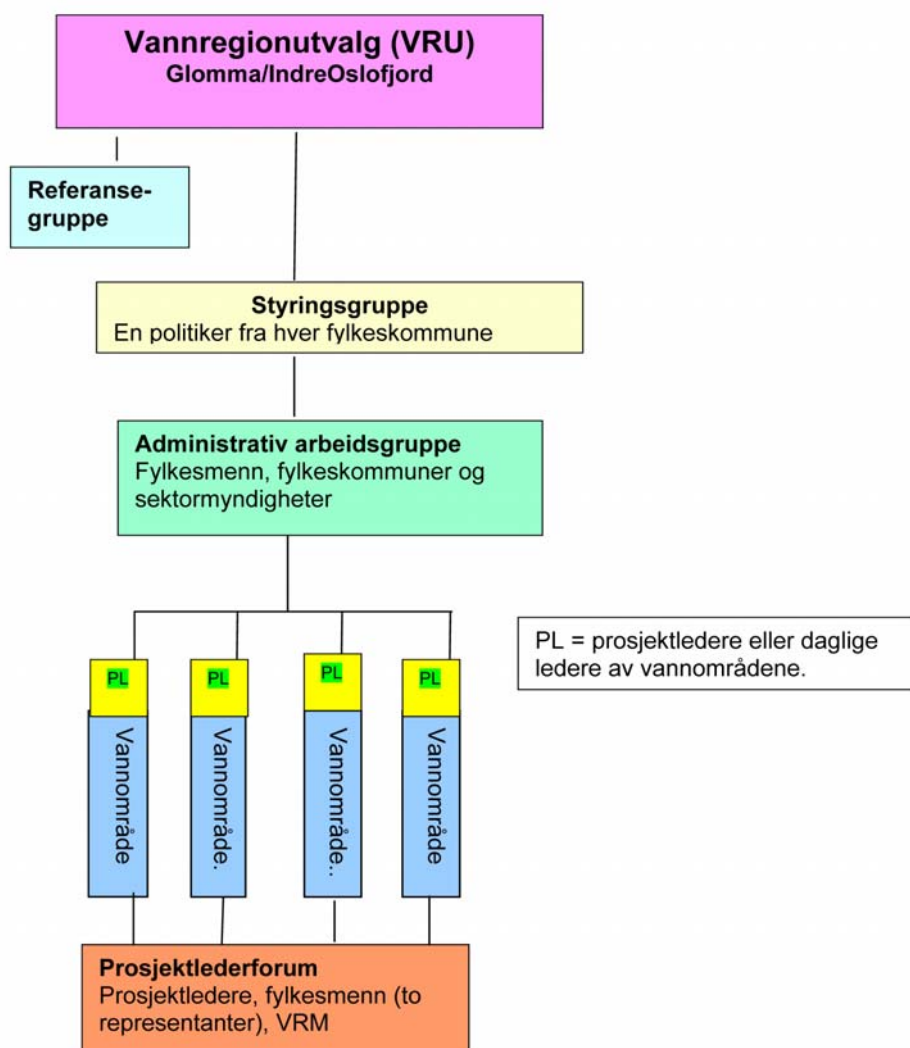 Vannregionutvalg (VRU)
Glomma/IndreOslofjord
Referanse-
gruppe
Styringsgruppe
En politiker fra hver fylkeskommune
Administrativ arbeidsgruppe
Fylkesmenn, fylkeskommuner og
sektormyndigheter
PL = prosjektledere eller daglige
ledere av vannområdene.
PL
PL
PL
PL
Vannområde
Vannområde.
Vannområde..
Vannområde
Prosjektlederforum
Prosjektledere, fylkesmenn (to
representanter), VRM